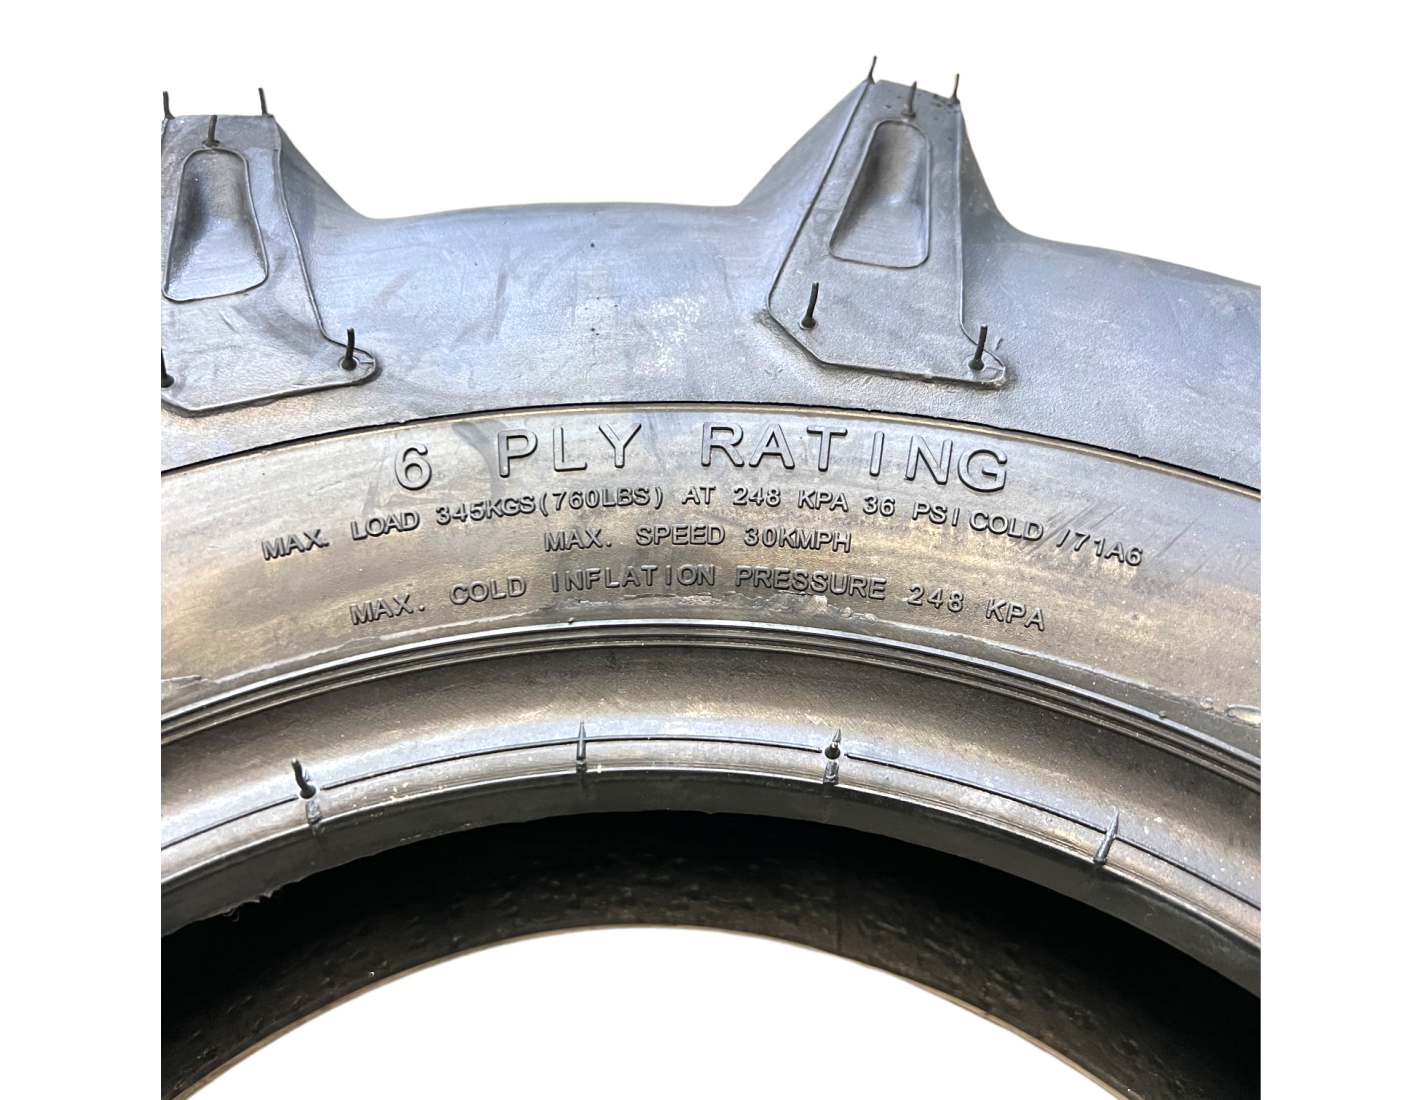 6 PLY RATING
MAX. LOAD 345KGS(760LBS) AT 248 KPA 36 PSI COLD /71A6
MAX. SPEED 30KMPH
MAX. COLD INFLATION PRESSURE 248 KPA